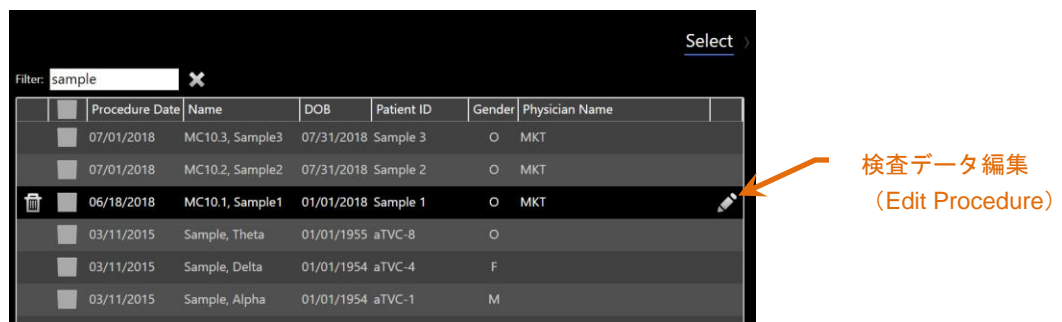 Select
Filter: sample
Procedure Date Name DOB Patient ID Gender Physician Name
07/01/2018 MC10.3, Sample3 07/31/2018 Sample 3 O MKT
07/01/2018 MC10.2, Sample2 07/31/2018 Sample 2 O MKT
06/18/2018 MC10.1, Sample1 01/01/2018 Sample 1 O MKT
03/11/2015 Sample, Theta 01/01/1955 aTVC-8 O
03/11/2015 Sample, Delta 01/01/1954 aTVC-4 F
03/11/2015 Sample, Alpha 01/01/1954 aTVC-1 M
検査データ編集
（Edit Procedure）